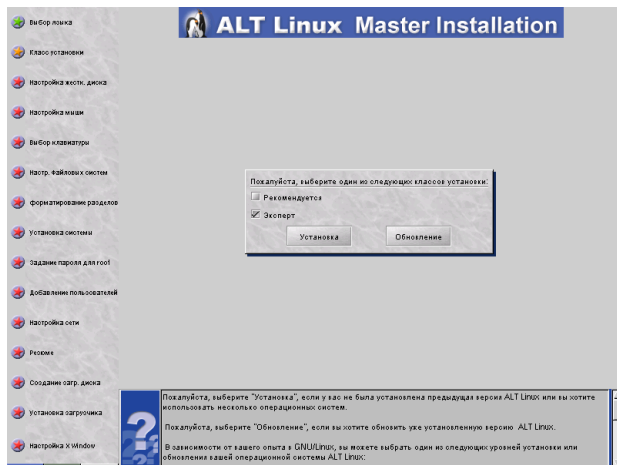 ALT Linux Master Installation
Выбор языка
Класс установки
Настройка жестк. диска
Настройка мыши
Выбор клавиатуры
Настр. Файловых систем
форматирование разделов
Установка системы
Задание пароля для root
Добавление пользователей
Настройка сети
Резюме
Создание загр. диска
Установка загрузчика
Настройка X Window
Пожалуйста, выберите один из следующих классов установки:
Рекомендуется
Эксперт
Установка Обновление
Пожалуйста, выберите "Установка", если у вас не была установлена предыдущая версия ALT Linux или вы хотите
использовать несколько операционных систем.
Пожалуйста, выберите "Обновление", если вы хотите обновить уже установленную версию ALT Linux.
В зависимости от вашего опыта в GNU/Linux, вы можете выбрать один из следующих уровней установки или
обновления вашей операционной системы ALT Linux: